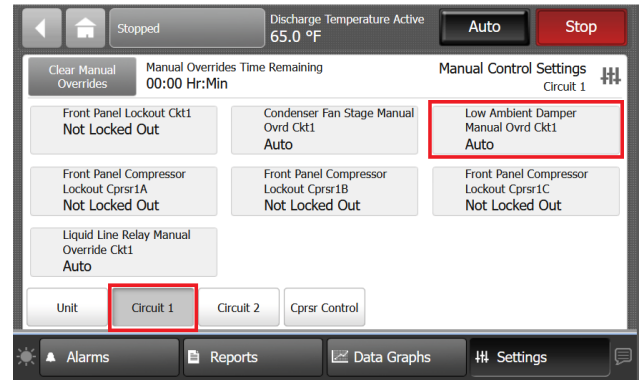 Stopped
Discharge Temperature Active
65.0 °F
Auto
Stop
Clear Manual
Overrides
Manual Overrides Time Remaining
00:00 Hr:Min
Manual Control Settings
Circuit 1
Front Panel Lockout Ckt1
Not Locked Out
Condenser Fan Stage Manual
Ovrd Ckt1
Auto
Low Ambient Damper
Manual Ovrd Ckt1
Auto
Front Panel Compressor
Lockout Cprsr1A
Not Locked Out
Front Panel Compressor
Lockout Cprsr1B
Not Locked Out
Front Panel Compressor
Lockout Cprsr1C
Not Locked Out
Liquid Line Relay Manual
Override Ckt1
Auto
Unit
Circuit 1
Circuit 2
Cprsr Control
Alarms
Reports
Data Graphs
Settings